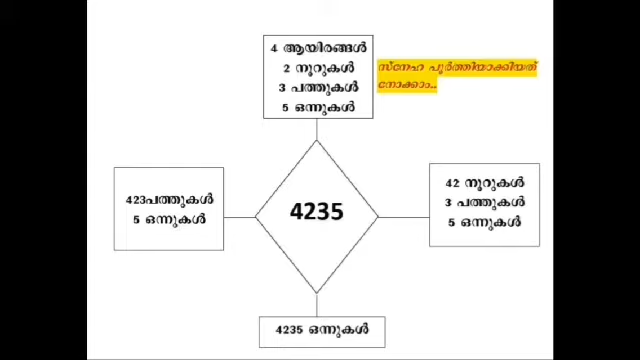 4 ആയിരങ്ങൾ
2 നൂറുകൾ
3 പത്തുകൾ
5 ഒന്നുകൾ
സ്നേഹ പൂർത്തിയാക്കിയത്
നോക്കാം..
423പത്തുകൾ
5 ഒന്നുകൾ
4235
42 നൂറുകൾ
3 പത്തുകൾ
5 ഒന്നുകൾ
4235 ഒന്നുകൾ